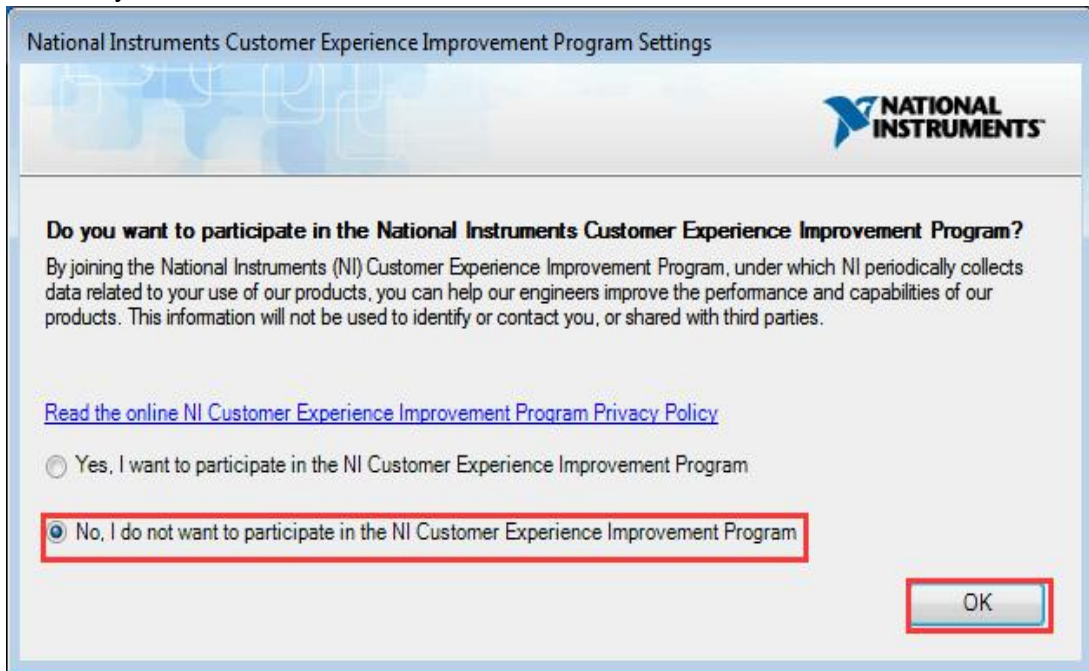 National Instruments Customer Experience Improvement Program Settings
NATIONAL
INSTRUMENTS
Do you want to participate in the National Instruments Customer Experience Improvement Program?
By joining the National Instruments (NI) Customer Experience Improvement Program, under which NI periodically collects
data related to your use of our products, you can help our engineers improve the performance and capabilities of our
products. This information will not be used to identify or contact you, or shared with third parties.
Read the online NI Customer Experience Improvement Program Privacy Policy
Yes, I want to participate in the NI Customer Experience Improvement Program
No, I do not want to participate in the NI Customer Experience Improvement Program
OK